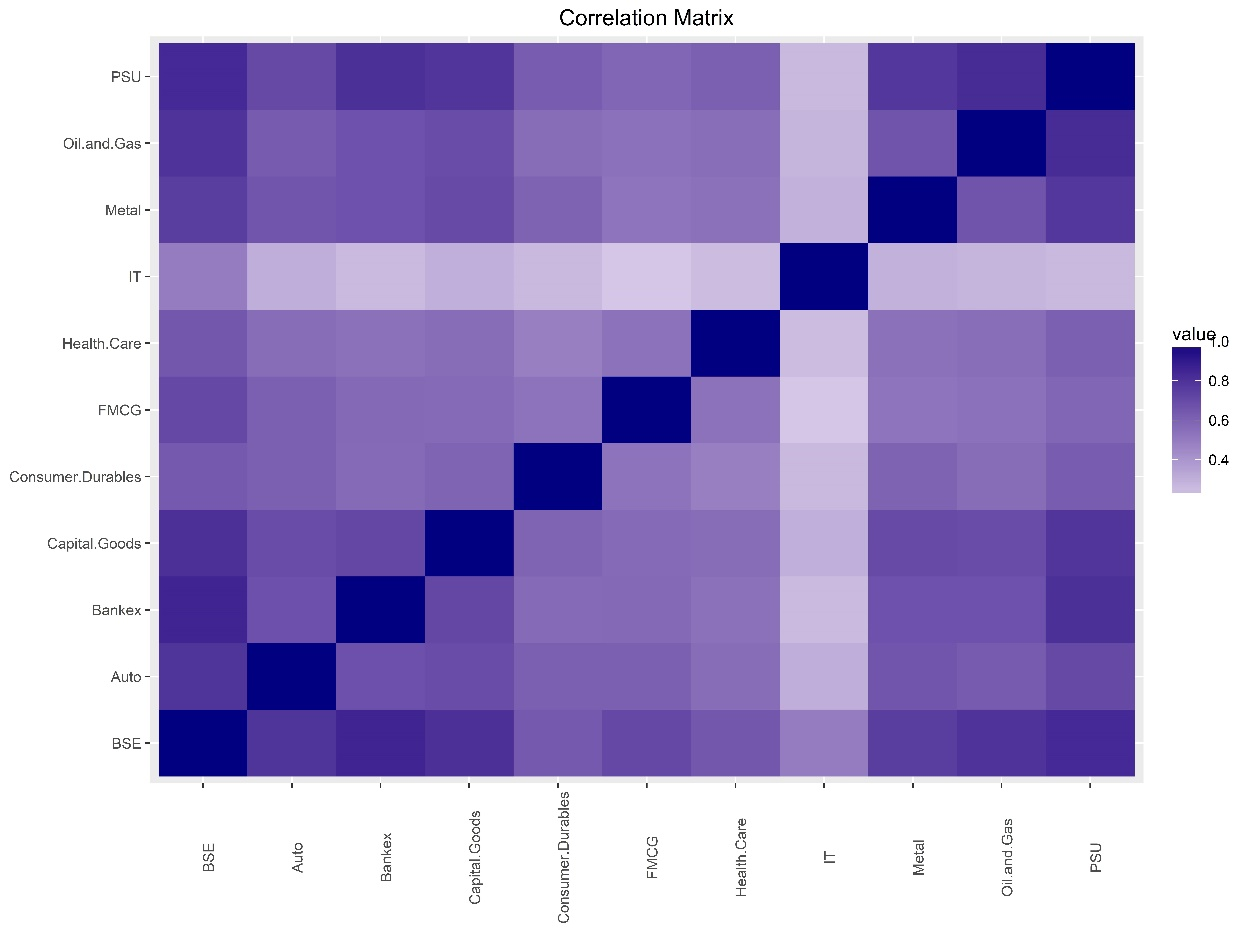 Correlation Matrix
PSU
Oil.and.Gas
Metal
IT
Health.Care
FMCG
Consumer.Durables
Capital.Goods
Bankex
Auto
BSE
BSE
Auto
Bankex
Capital.Goods
Consumer.Durables
FMCG
Health.Care
IT
Metal
Oil.and.Gas
PSU
value
1.0
0.8
0.6
0.4